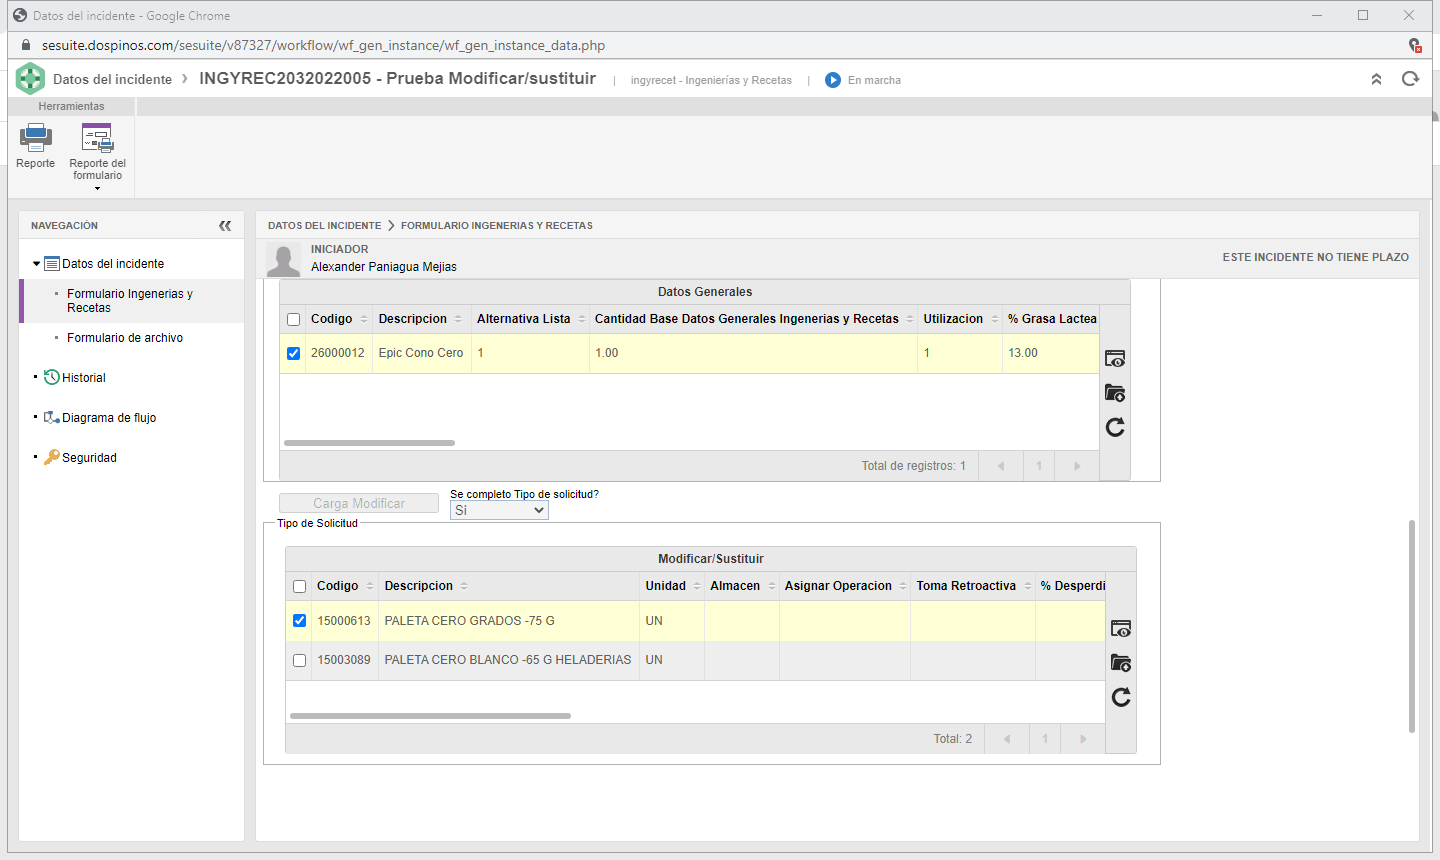 Datos del incidente - Google Chrome
sesuite.dospinos.com/sesuite/v87327/workflow/wf_gen_instance/wf_gen_instance_data.php
Datos del incidente › INGYREC2032022005 - Prueba Modificar/sustituir | ingyrecet - Ingenierías y Recetas | En marcha
Herramientas
Reporte
Reporte del
formulario
NAVEGACIÓN
Datos del incidente
Formulario Ingenerias y
Recetas
Formulario de archivo
Historial
Diagrama de flujo
Seguridad
DATOS DEL INCIDENTE > FORMULARIO INGENERIAS Y RECETAS
INICIADOR
Alexander Paniagua Mejias
ESTE INCIDENTE NO TIENE PLAZO
Datos Generales
Codigo Descripcion Alternativa Lista Cantidad Base Datos Generales Ingenerias y Recetas Utilizacion % Grasa Lactea
26000012 Epic Cono Cero 1 1.00 1 13.00
Total de registros: 1 1
Carga Modificar
Se completo Tipo de solicitud?
Si
Tipo de Solicitud
Modificar/Sustituir
Codigo Descripcion Unidad Almacen Asignar Operacion Toma Retroactiva % Desperdi
15000613 PALETA CERO GRADOS -75 G UN
15003089 PALETA CERO BLANCO -65 G HELADERIAS UN
Total: 2 1